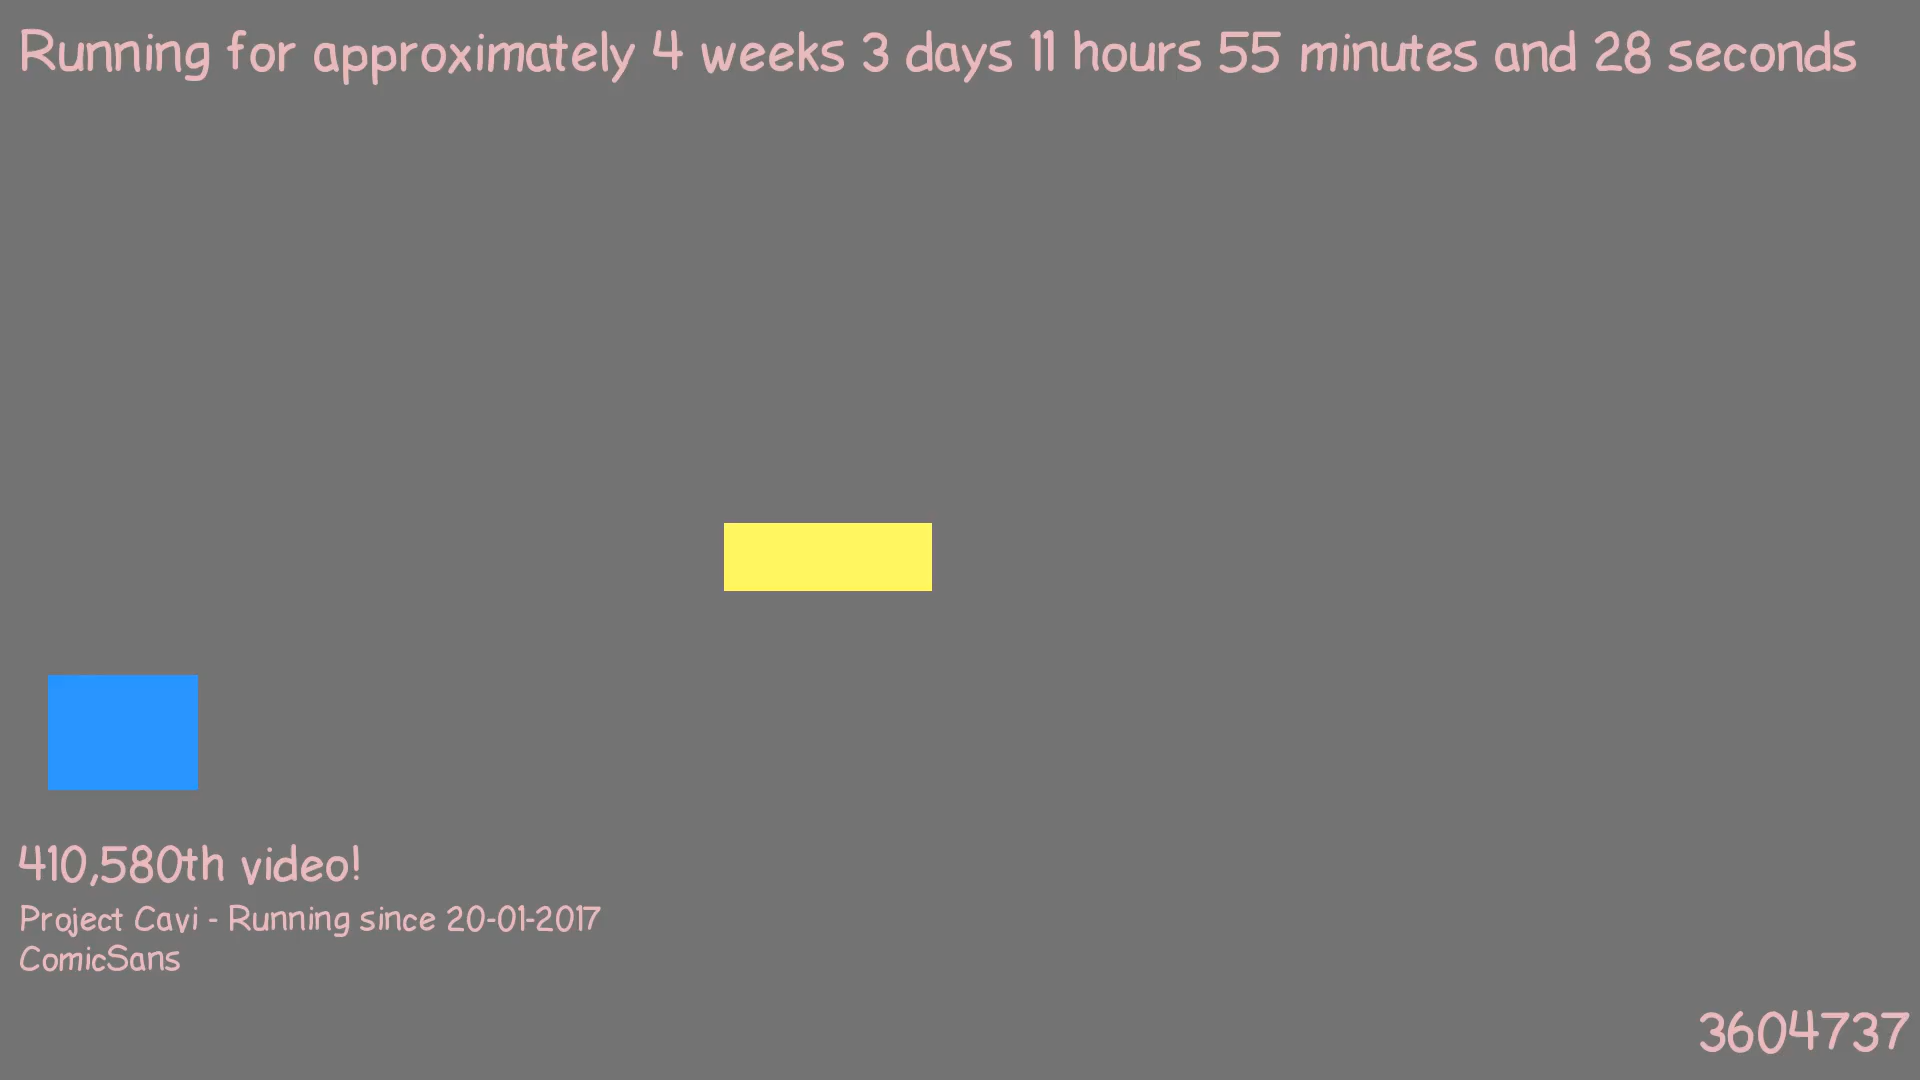 Running for approximately 4 weeks 3 days 11 hours 55 minutes and 28 seconds
410,580th video!
Project Cavi - Running since 20-01-2017
ComicSans
3604737